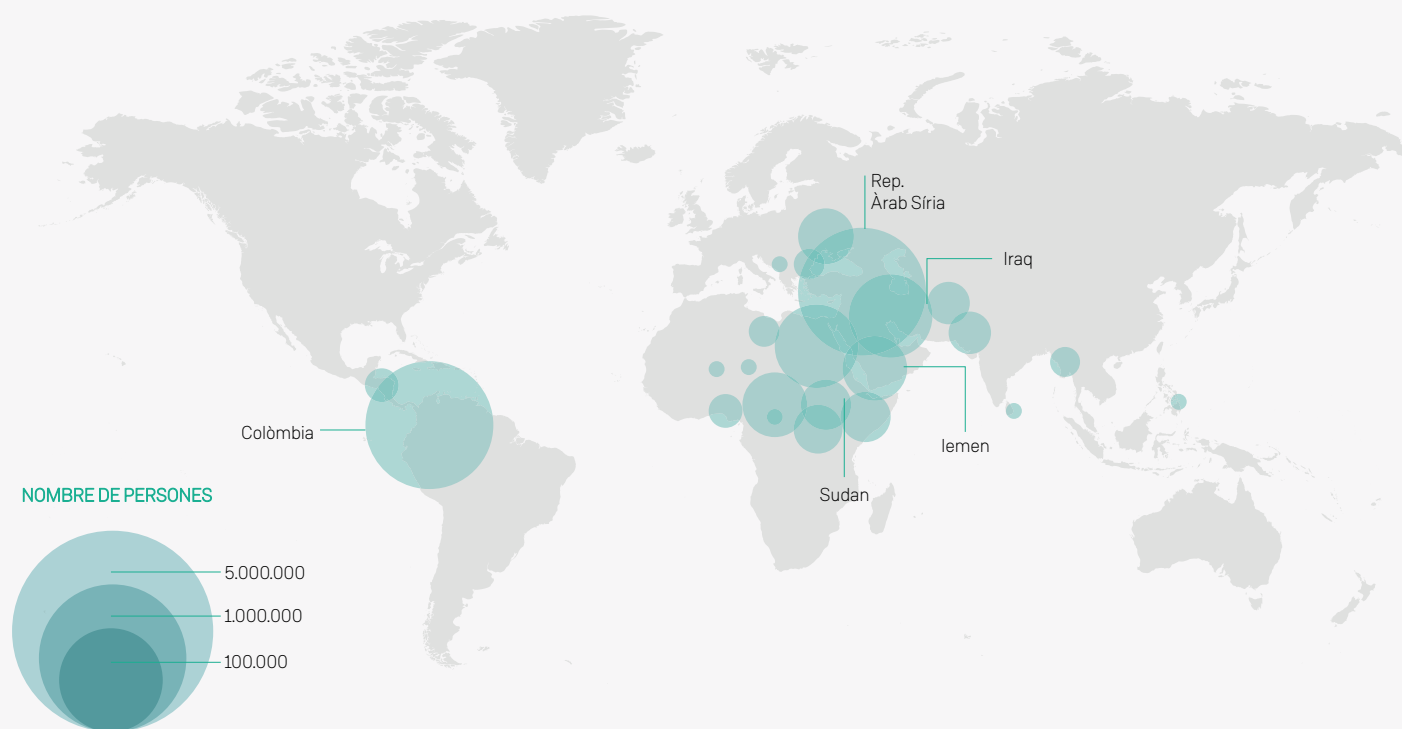 Rep.
Àrab Síria
Iraq
Colòmbia
Iemen
Sudan
NOMBRE DE PERSONES
5.000.000
1.000.000
100.000